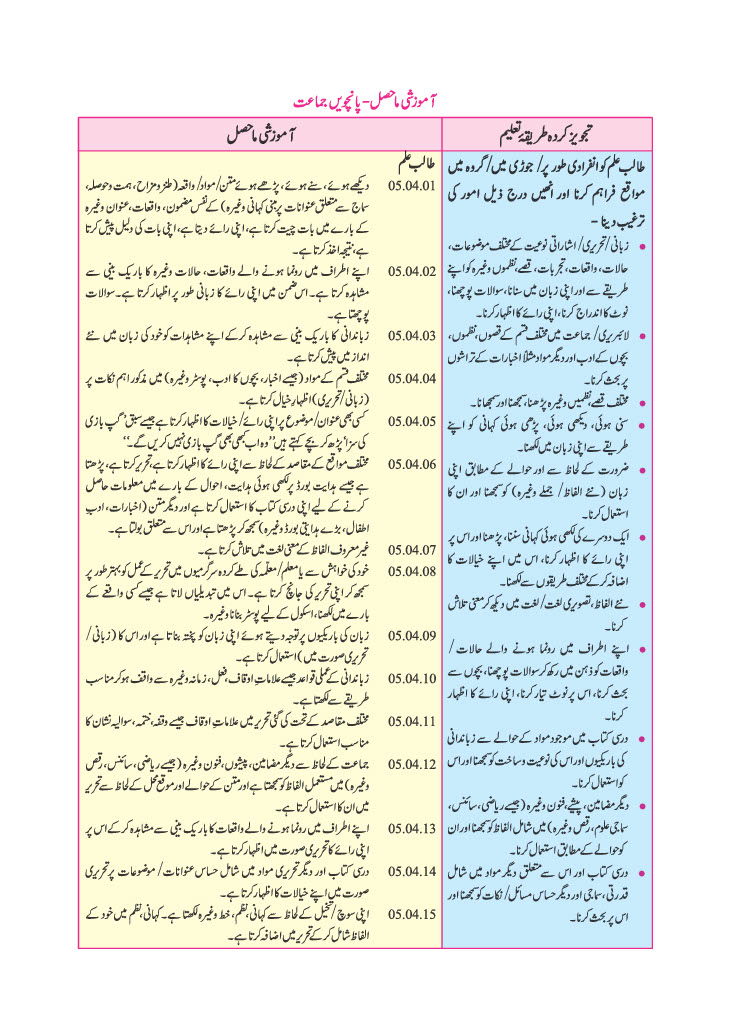 آموزشی ماحصل - پانچویں جماعت
تجویز کردہ طریقۂ تعلیم
طالب علم کو انفرادی طور پر/ جوڑی میں/ گروہ میں
مواقع فراہم کرنا اور انھیں درج ذیل امور کی
ترغیب دینا -
• زبانی/ تحریری/ اشاراتی نوعیت کے مختلف موضوعات،
حالات، واقعات، تجربات، قصے، نظموں وغیرہ کو اپنے
طریقے سے اور اپنی زبان میں سنانا، سوالات پوچھنا،
نوٹ کا اندراج کرنا، اپنی رائے کا اظہار کرنا۔
• لائبریری/ جماعت میں مختلف قسم کے قصوں، نظموں،
بچوں کے ادب اور دیگر مواد مثلاً اخبارات کے تراشوں
پر بحث کرنا۔
• مختلف قصے، نظمیں وغیرہ پڑھنا، سمجھنا اور سمجھانا۔
• سنی ہوئی، دیکھی ہوئی، پڑھی ہوئی کہانی کو اپنے
طریقے سے اپنی زبان میں لکھنا۔
• ضرورت کے لحاظ سے اور حوالے کے مطابق اپنی
زبان (نئے الفاظ/ جملے وغیرہ) کو سمجھنا اور ان کا
استعمال کرنا۔
• ایک دوسرے کی لکھی ہوئی کہانی سننا، پڑھنا اور اس پر
اپنی رائے کا اظہار کرنا، اس میں اپنے خیالات کا
اضافہ کرکے مختلف طریقوں سے لکھنا۔
• نئے الفاظ، تصویری لغت/ لغت میں دیکھ کر معنی تلاش
کرنا۔
• اپنے اطراف میں رونما ہونے والے حالات/
واقعات کو ذہن میں رکھ کر سوالات پوچھنا، بچوں سے
بحث کرنا، اس پر نوٹ تیار کرنا، اپنی رائے کا اظہار
کرنا۔
• درسی کتاب میں موجود مواد کے حوالے سے زباندانی
کی باریکیوں اور اس کی نوعیت و ساخت کو سمجھنا اور اس
کو استعمال کرنا۔
• دیگر مضامین، پیشے، فنون وغیرہ (جیسے ریاضی، سائنس،
سماجی علوم، رقص وغیرہ) میں شامل الفاظ کو سمجھنا اور ان
کو حوالے کے مطابق استعمال کرنا۔
• درسی کتاب اور اس سے متعلق دیگر مواد میں شامل
قدرتی، سماجی اور دیگر حساس مسائل/ نکات کو سمجھنا اور
اس پر بحث کرنا۔
آموزشی ماحصل
طالب علم
05.04.01 دیکھے ہوئے، سنے ہوئے، پڑھے ہوئے متن/ مواد/ واقعہ (طنز و مزاح، ہمت و حوصلہ،
سماج سے متعلق عنوانات پر مبنی کہانی وغیرہ) کے نفس مضمون، واقعات، عنوان وغیرہ
کے بارے میں بات چیت کرتا ہے، اپنی رائے دیتا ہے، اپنی بات کی دلیل پیش کرتا
ہے، نتیجہ اخذ کرتا ہے۔
05.04.02 اپنے اطراف میں رونما ہونے والے واقعات، حالات وغیرہ کا باریک بینی سے
مشاہدہ کرتا ہے۔ اس ضمن میں اپنی رائے کا زبانی طور پر اظہار کرتا ہے۔ سوالات
پوچھتا ہے۔
05.04.03 زباندانی کا باریک بینی سے مشاہدہ کرکے اپنے مشاہدات کو خود کی زبان میں نئے
انداز میں پیش کرتا ہے۔
05.04.04 مختلف قسم کے مواد (جیسے اخبار، بچوں کا ادب، پوسٹر وغیرہ) میں مذکور اہم نکات پر
(زبانی/ تحریری) اظہارِ خیال کرتا ہے۔
05.04.05 کسی بھی عنوان/ موضوع پر اپنی رائے/ خیالات کا اظہار کرتا ہے جیسے سبق 'گپ بازی
کی سزا' پڑھ کر بچے کہتے ہیں ''وہ اب کبھی بھی گپ بازی نہیں کریں گے۔''
05.04.06 مختلف مواقع کے مقاصد کے لحاظ سے اپنی رائے کا اظہار کرتا ہے، تحریر کرتا ہے، پڑھتا
ہے جیسے ہدایت بورڈ پر لکھی ہوئی ہدایت، احوال کے بارے میں معلومات حاصل
کرنے کے لیے اپنی درسی کتاب کا استعمال کرتا ہے اور دیگر متن (اخبارات، ادبِ
اطفال، بڑے ہدایتی بورڈ وغیرہ) سمجھ کر پڑھتا ہے اور اس سے متعلق بولتا ہے۔
05.04.07 غیر معروف الفاظ کے معنی لغت میں تلاش کرتا ہے۔
05.04.08 خود کی خواہش سے یا معلم/ معلّمہ کی طے کردہ سرگرمیوں میں تحریر کے عمل کو بہتر طور پر
سمجھ کر اپنی تحریر کی جانچ کرتا ہے۔ اس میں تبدیلیاں لاتا ہے جیسے کسی واقعے کے
بارے میں لکھنا، اسکول کے لیے پوسٹر بنانا وغیرہ۔
05.04.09 زبان کی باریکیوں پر توجہ دیتے ہوئے اپنی زبان کو پختہ بناتا ہے اور اس کا (زبانی/
تحریری صورت میں) استعمال کرتا ہے۔
05.04.10 زباندانی کے عملی قواعد جیسے علاماتِ اوقاف، فعل، زمانہ وغیرہ سے واقف ہو کر مناسب
طریقے سے لکھتا ہے۔
05.04.11 مختلف مقاصد کے تحت کی گئی تحریر میں علاماتِ اوقاف جیسے وقفہ، ختمہ، سوالیہ نشان کا
مناسب استعمال کرتا ہے۔
05.04.12 جماعت کے لحاظ سے دیگر مضامین، پیشوں، فنون وغیرہ (جیسے ریاضی، سائنس، رقص
وغیرہ) میں مستعمل الفاظ کو سمجھتا ہے اور متن کے حوالے اور موقع محل کے لحاظ سے تحریر
میں ان کا استعمال کرتا ہے۔
05.04.13 اپنے اطراف میں رونما ہونے والے واقعات کا باریک بینی سے مشاہدہ کرکے اس پر
اپنی رائے کا تحریری صورت میں اظہار کرتا ہے۔
05.04.14 درسی کتاب اور دیگر تحریری مواد میں شامل حساس عنوانات/ موضوعات پر تحریری
صورت میں اپنے خیالات کا اظہار کرتا ہے۔
05.04.15 اپنی سوچ/ تخیل کے لحاظ سے کہانی، نظم، خط وغیرہ لکھتا ہے۔ کہانی، نظم میں خود کے
الفاظ شامل کرکے تحریر میں اضافہ کرتا ہے۔